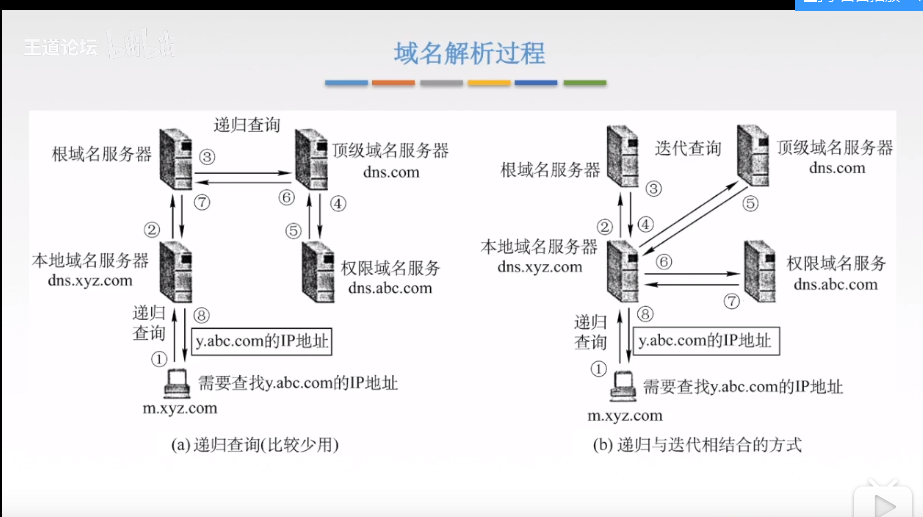 王道论坛
域名解析过程
递归查询
根域名服务器
③
顶级域名服务器
dns.com
⑦
⑥
④
②
⑤
本地域名服务器
dns.xyz.com
权限域名服务
dns.abc.com
递归
查询
⑧
y.abc.com的IP地址
①
需要查找y.abc.com的IP地址
m.xyz.com
(a) 递归查询(比较少用)
迭代查询
根域名服务器
顶级域名服务器
dns.com
③
②
④
⑤
本地域名服务器
dns.xyz.com
⑥
权限域名服务
dns.abc.com
⑦
递归
查询
⑧
y.abc.com的IP地址
①
需要查找y.abc.com的IP地址
m.xyz.com
(b) 递归与迭代相结合的方式